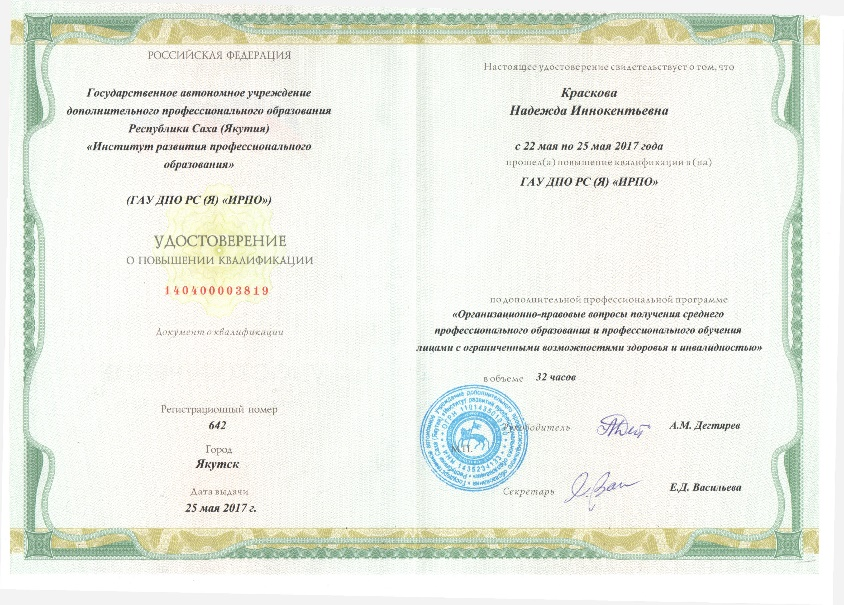 РОССИЙСКАЯ ФЕДЕРАЦИЯ
Государственное автономное учреждение
дополнительного профессионального образования
Республики Саха (Якутия)
«Институт развития профессионального
образования»
(ГАУ ДПО РС (Я) «ИРПО»)
УДОСТОВЕРЕНИЕ
О ПОВЫШЕНИИ КВАЛИФИКАЦИИ
140400003819
Документ о квалификации
Регистрационный номер
642
Город
Якутск
Дата выдачи
25 мая 2017 г.
Настоящее удостоверение свидетельствует о том, что
Краскова
Надежда Иннокентьевна
с 22 мая по 25 мая 2017 года
прошел(а) повышение квалификации в (на)
ГАУ ДПО РС (Я) «ИРПО»
по дополнительной профессиональной программе
«Организационно-правовые вопросы получения среднего
профессионального образования и профессионального обучения
лицами с ограниченными возможностями здоровья и инвалидностью»
в объеме 32 часов
Руководитель А.М. Дегтярев
М.П.
Секретарь Е.Д. Васильева